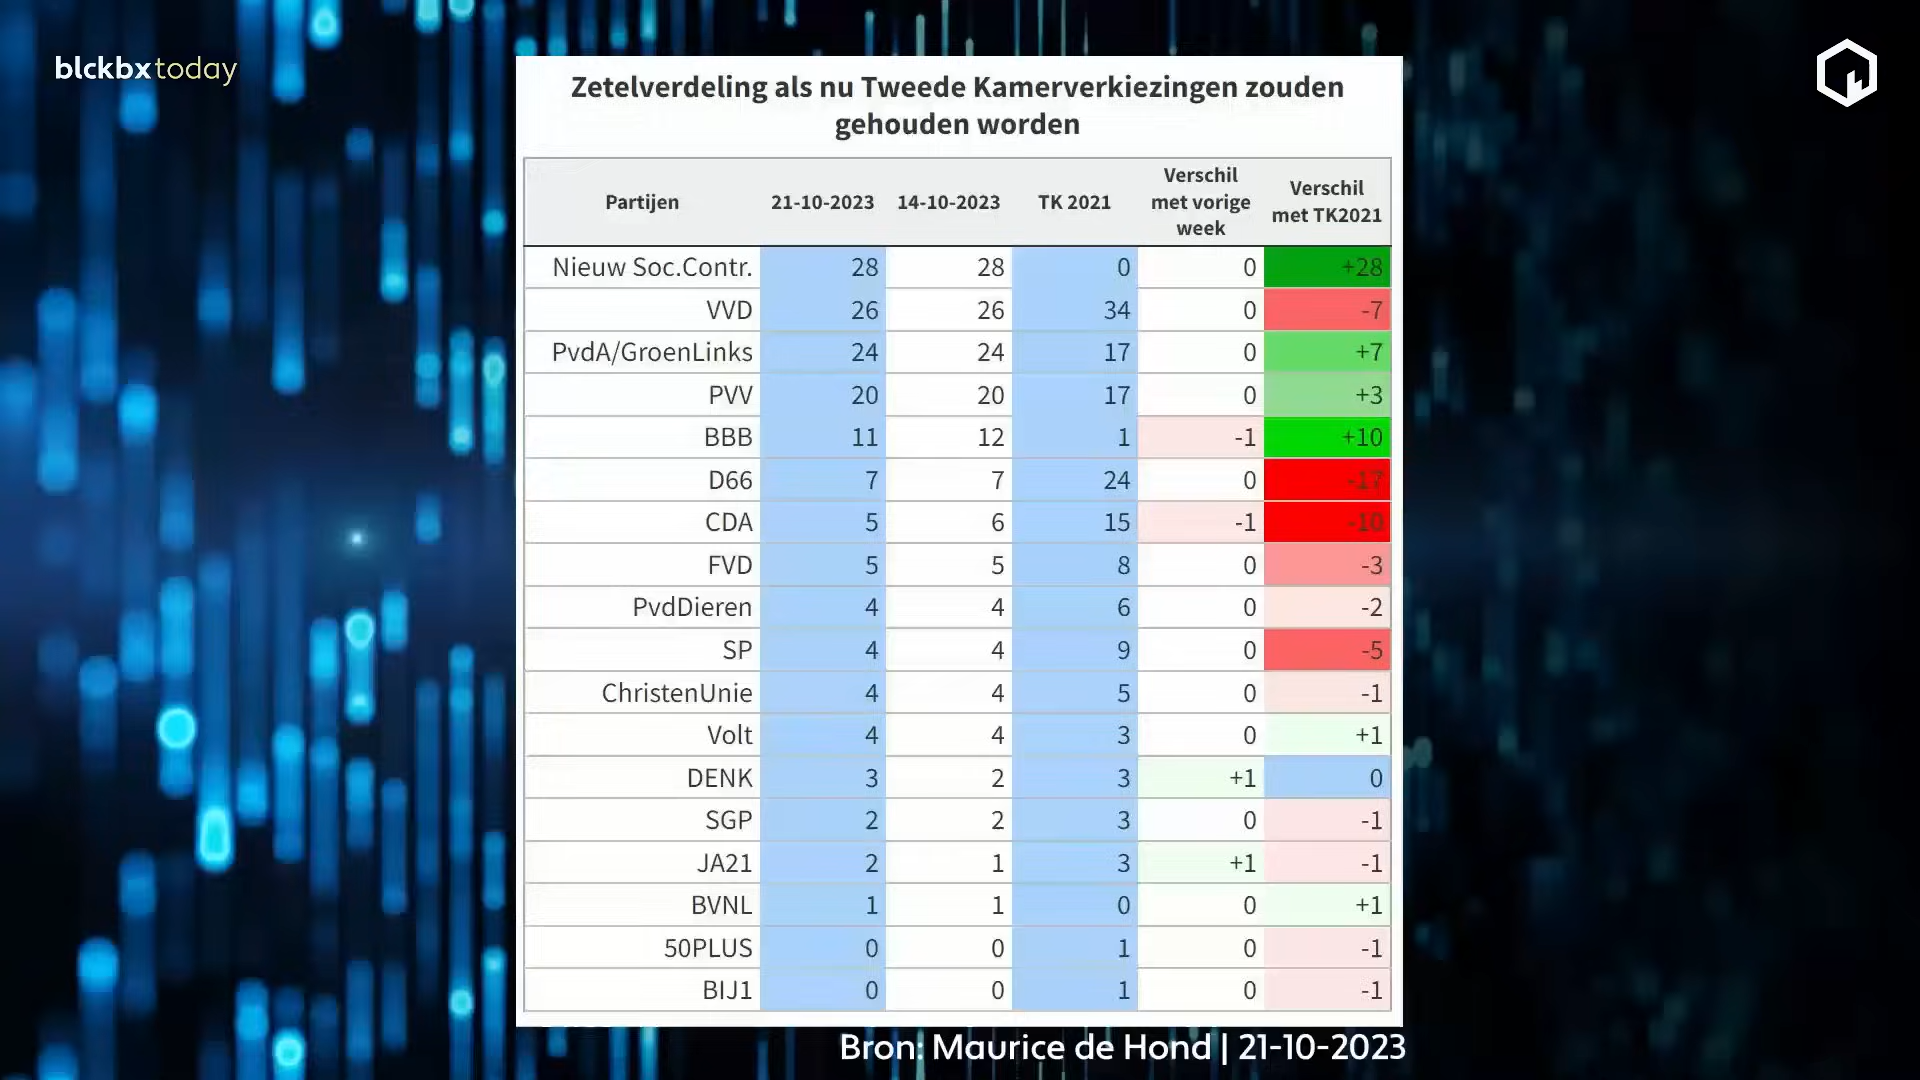 blckbxtoday
Zetelverdeling als nu Tweede Kamerverkiezingen zouden
gehouden worden
Partijen 21-10-2023 14-10-2023 TK 2021 Verschil met vorige week Verschil met TK2021
Nieuw Soc.Contr. 28 28 0 0 +28
VVD 26 26 34 0 -7
PvdA/GroenLinks 24 24 17 0 +7
PVV 20 20 17 0 +3
BBB 11 12 1 -1 +10
D66 7 7 24 0 -17
CDA 5 6 15 -1 -10
FVD 5 5 8 0 -3
PvdDieren 4 4 6 0 -2
SP 4 4 9 0 -5
ChristenUnie 4 4 5 0 -1
Volt 4 4 3 0 +1
DENK 3 2 3 +1 0
SGP 2 2 3 0 -1
JA21 2 1 3 +1 -1
BVNL 1 1 0 0 +1
50PLUS 0 0 1 0 -1
BIJ1 0 0 1 0 -1
Bron: Maurice de Hond | 21-10-2023